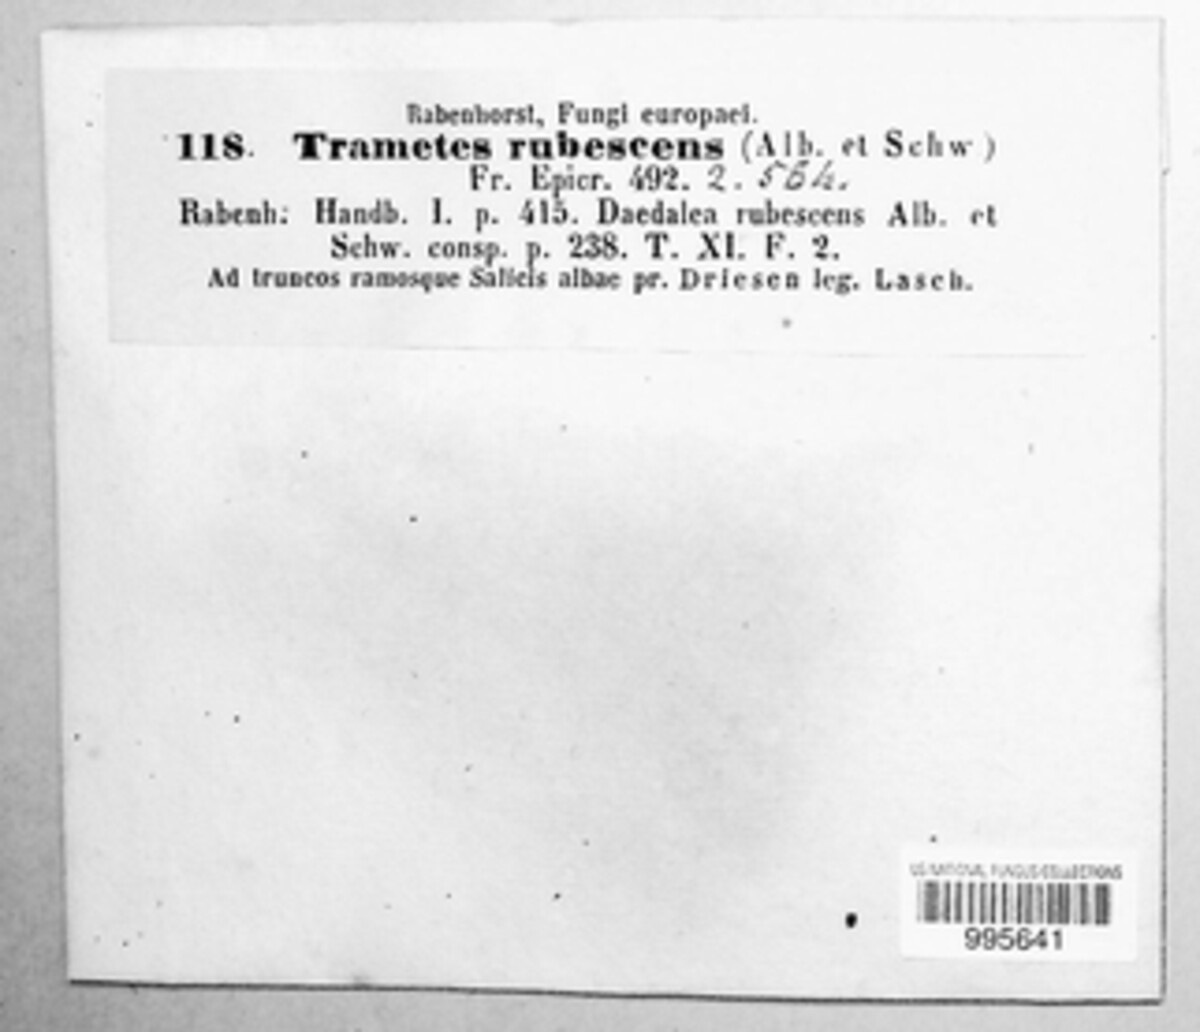 Rabenhorst, Fungi europaei.
118. Trametes rubescens (Alb. et Schw)
Fr. Epicr. 492. 2. 564.
Rabenh: Handb. I. p. 415. Daedalea rubescens Alb. et
Schw. consp. p. 238. T. XI. F. 2.
Ad truncos ramosque Salicis albae pr. Driesen leg. Lasch.
US NATIONAL FUNGUS COLLECTIONS
995641